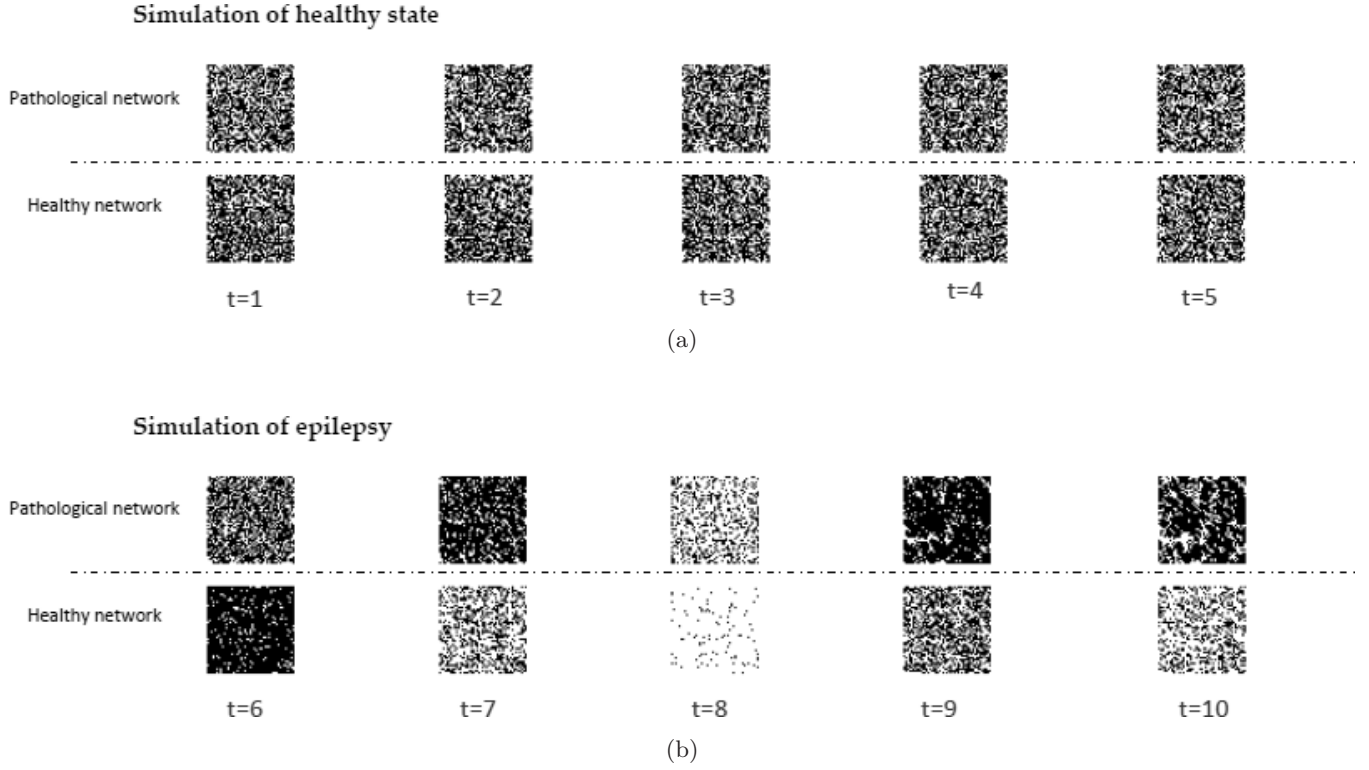 Simulation of healthy state
Pathological network
Healthy network
t=1 t=2 t=3 t=4 t=5
(a)
Simulation of epilepsy
Pathological network
Healthy network
t=6 t=7 t=8 t=9 t=10
(b)